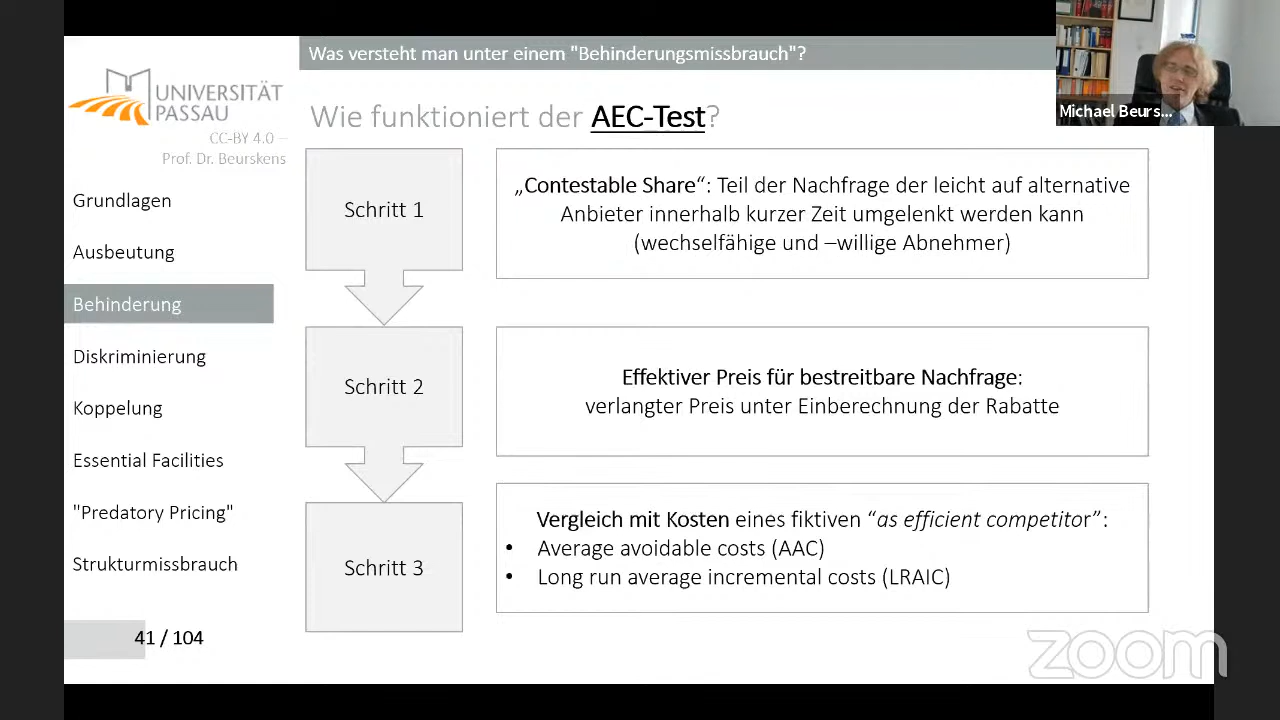 Was versteht man unter einem "Behinderungsmissbrauch"?
Michael Beurs...
UNIVERSITÄT
PASSAU
CC-BY 4.0 –
Prof. Dr. Beurskens
Wie funktioniert der AEC-Test?
Grundlagen
Ausbeutung
Behinderung
Diskriminierung
Koppelung
Essential Facilities
"Predatory Pricing"
Strukturmissbrauch
41 / 104
Schritt 1
„Contestable Share“: Teil der Nachfrage der leicht auf alternative
Anbieter innerhalb kurzer Zeit umgelenkt werden kann
(wechselfähige und –willige Abnehmer)
Schritt 2
Effektiver Preis für bestreitbare Nachfrage:
verlangter Preis unter Einberechnung der Rabatte
Schritt 3
Vergleich mit Kosten eines fiktiven “as efficient competitor”:
• Average avoidable costs (AAC)
• Long run average incremental costs (LRAIC)
zoom